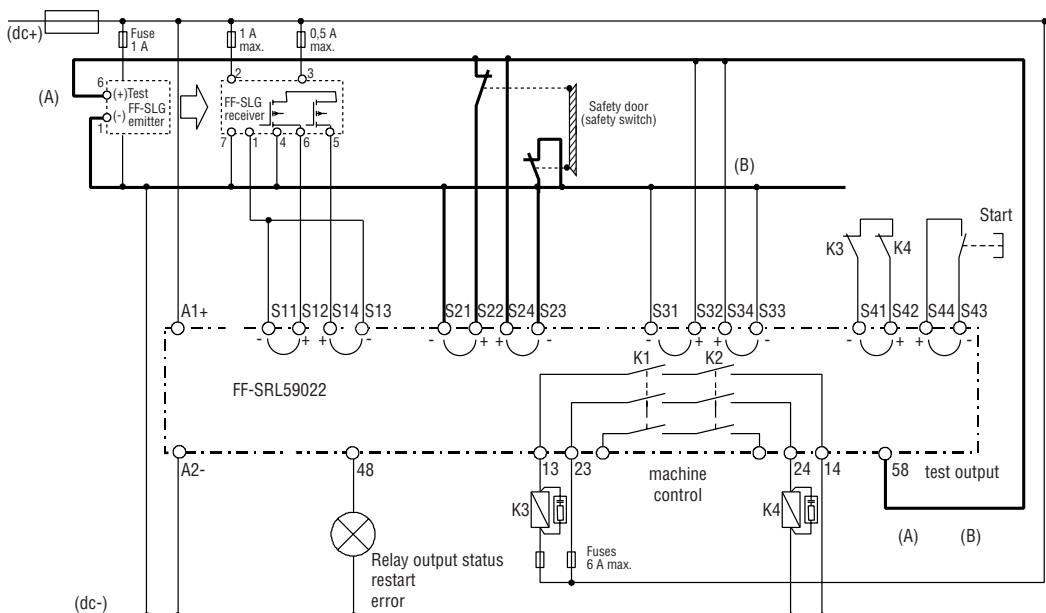 (dc+)
Fuse
1 A
1 A
max.
0,5 A
max.
(A)
6
(+)Test
(-) FF-SLG
emitter
1
2
3
FF-SLG
receiver
7
1
4
6
5
Safety door
(safety switch)
(B)
Start
K3
K4
A1+
S11
S12
S14
S13
S21
S22
S24
S23
S31
S32
S34
S33
S41
S42
S44
S43
- + + -
- + + -
- + + -
- + + -
K1
K2
FF-SRL59022
A2-
48
13
23
machine
control
24
14
58
test output
K3
K4
(A)
(B)
Fuses
6 A max.
Relay output status
restart
error
(dc-)